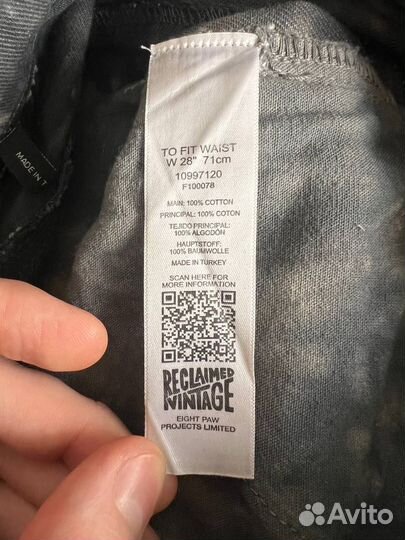 TO FIT WAIST
W 28" 71cm
10997120
F100078
MAIN: 100% COTTON
PRINCIPAL: 100% COTON
TEJIDO PRINCIPAL:
100% ALGODÓN
HAUPTSTOFF:
100% BAUMWOLLE
MADE IN TURKEY
SCAN HERE FOR
MORE INFORMATION
RECLAIMED
VINTAGE
EIGHT PAW
PROJECTS LIMITED
MADE IN T
Avito